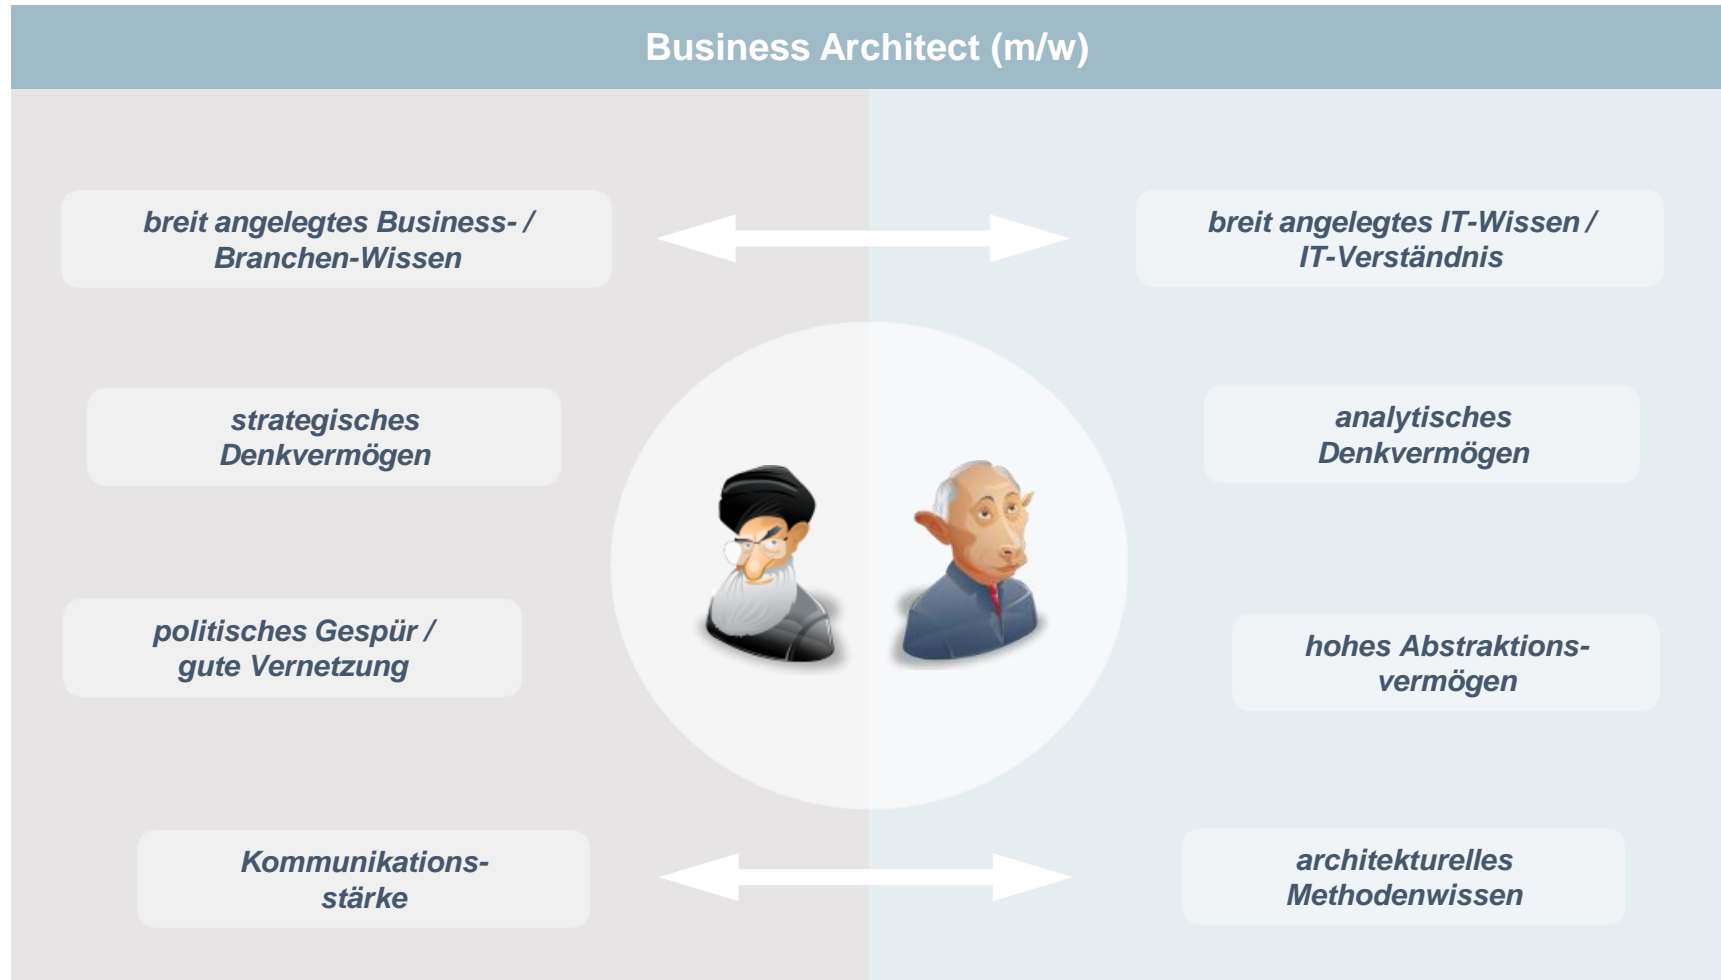 Business Architect (m/w)
breit angelegtes Business- /
Branchen-Wissen
breit angelegtes IT-Wissen /
IT-Verständnis
strategisches
Denkvermögen
analytisches
Denkvermögen
politisches Gespür /
gute Vernetzung
hohes Abstraktions-
vermögen
Kommunikations-
stärke
architekturelles
Methodenwissen